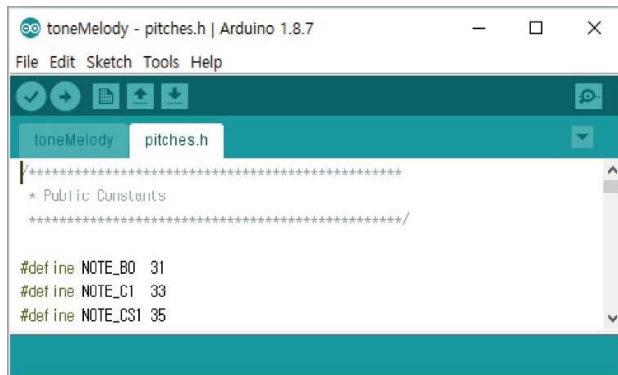 toneMelody - pitches.h | Arduino 1.8.7
File Edit Sketch Tools Help
toneMelody pitches.h
/*************************************************
 * Public Constants
 *************************************************/
#define NOTE_B0 31
#define NOTE_C1 33
#define NOTE_CS1 35